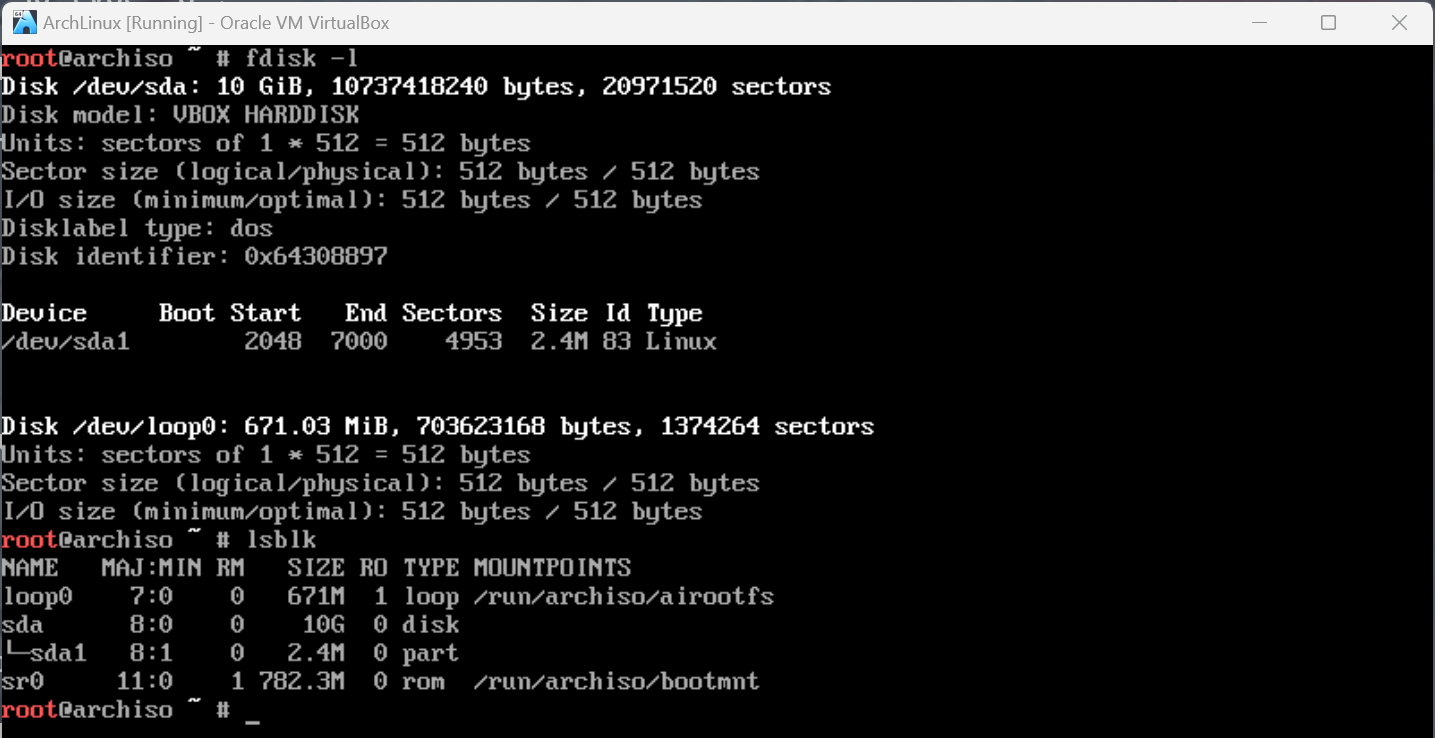 ArchLinux [Running] - Oracle VM VirtualBox
root@archiso ~ # fdisk -l
Disk /dev/sda: 10 GiB, 10737418240 bytes, 20971520 sectors
Disk model: VBOX HARDDISK
Units: sectors of 1 * 512 = 512 bytes
Sector size (logical/physical): 512 bytes / 512 bytes
I/O size (minimum/optimal): 512 bytes / 512 bytes
Disklabel type: dos
Disk identifier: 0x64308897
Device     Boot Start   End Sectors  Size Id Type
/dev/sda1        2048  7000    4953  2.4M 83 Linux
Disk /dev/loop0: 671.03 MiB, 703623168 bytes, 1374264 sectors
Units: sectors of 1 * 512 = 512 bytes
Sector size (logical/physical): 512 bytes / 512 bytes
I/O size (minimum/optimal): 512 bytes / 512 bytes
root@archiso ~ # lsblk
NAME   MAJ:MIN RM   SIZE RO TYPE MOUNTPOINTS
loop0    7:0    0   671M  1 loop /run/archiso/airootfs
sda      8:0    0    10G  0 disk
└─sda1   8:1    0   2.4M  0 part
sr0     11:0    1 782.3M  0 rom  /run/archiso/bootmnt
root@archiso ~ # _